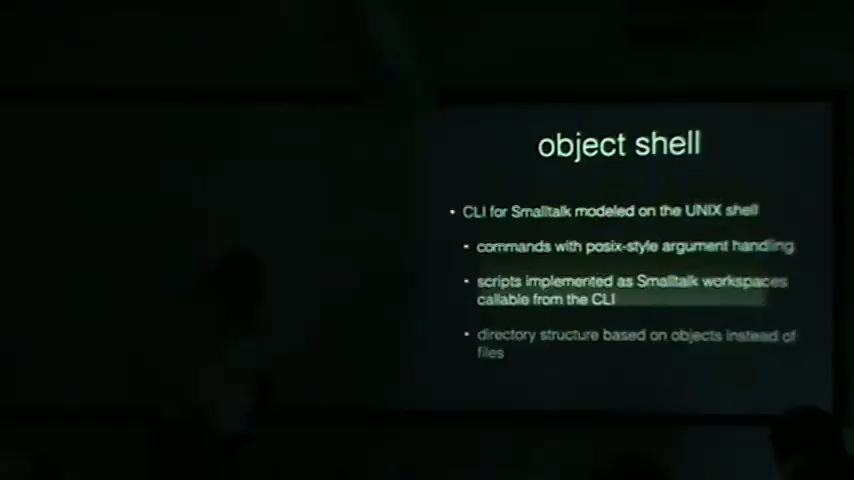 object shell
• CLI for Smalltalk modeled on the UNIX shell
• commands with posix-style argument handling
• scripts implemented as Smalltalk workspaces
callable from the CLI
• directory structure based on objects instead of
files